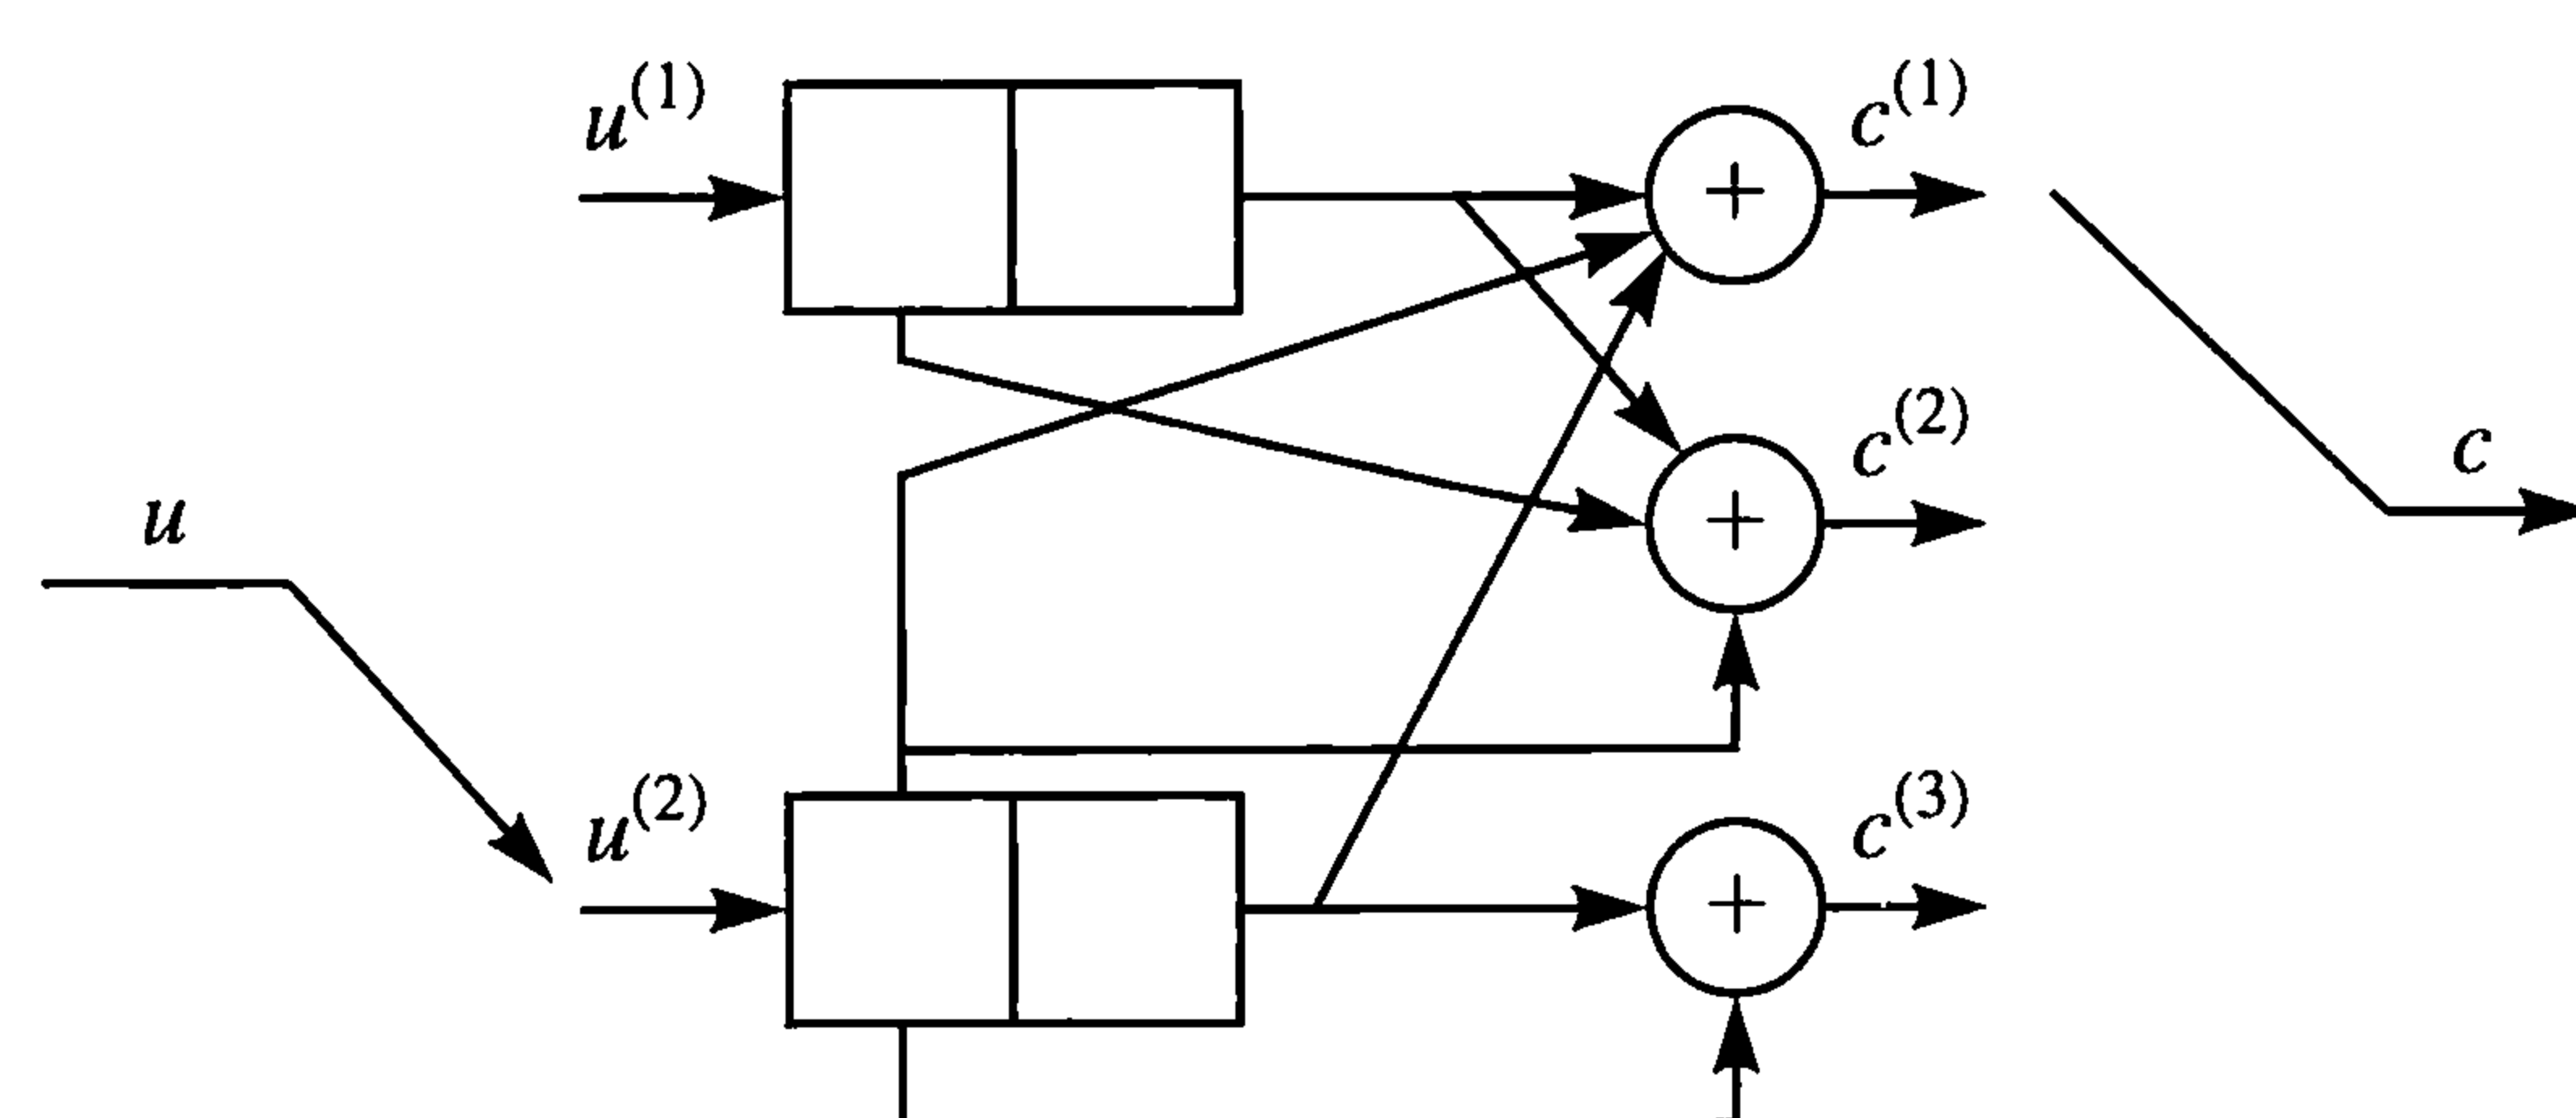 u^(1)
c^(1)
+
c^(2)
c
u
+
u^(2)
c^(3)
+